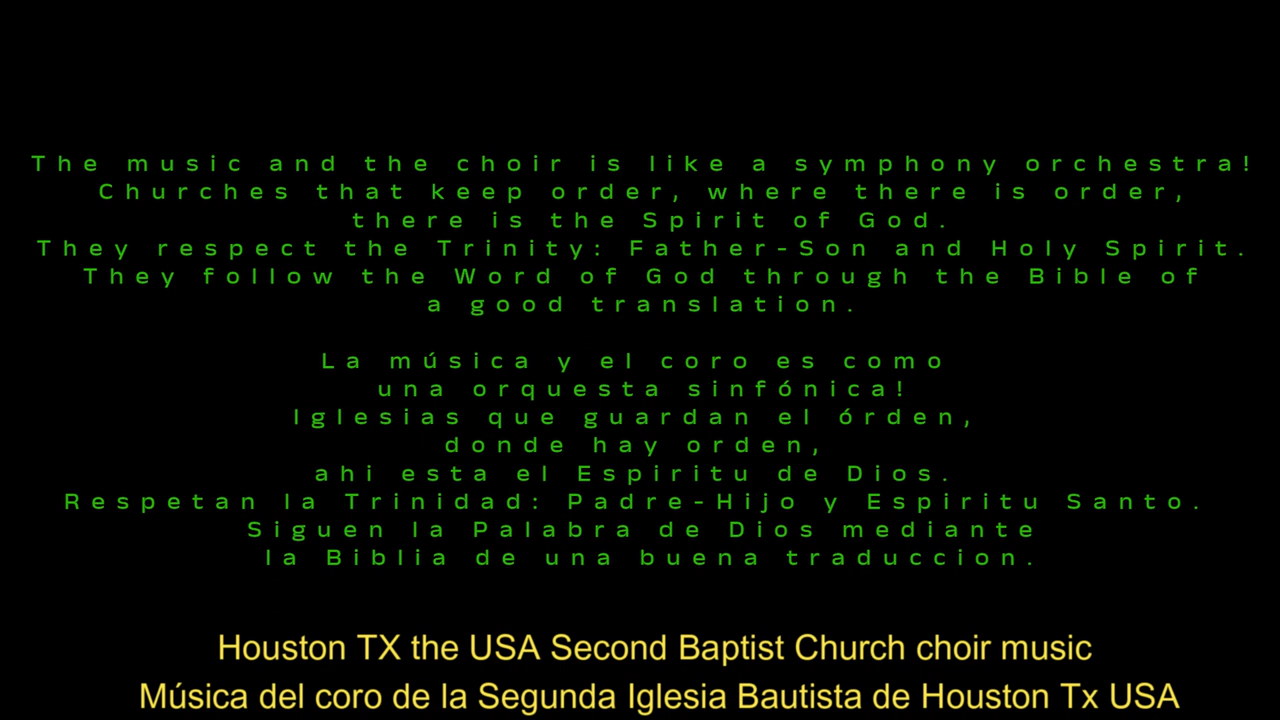 The music and the choir is like a symphony orchestra!
Churches that keep order, where there is order,
there is the Spirit of God.
They respect the Trinity: Father-Son and Holy Spirit.
They follow the Word of God through the Bible of
a good translation.
La música y el coro es como
una orquesta sinfónica!
Iglesias que guardan el órden,
donde hay orden,
ahi esta el Espiritu de Dios.
Respetan la Trinidad: Padre-Hijo y Espiritu Santo.
Siguen la Palabra de Dios mediante
la Biblia de una buena traduccion.
Houston TX the USA Second Baptist Church choir music
Música del coro de la Segunda Iglesia Bautista de Houston Tx USA